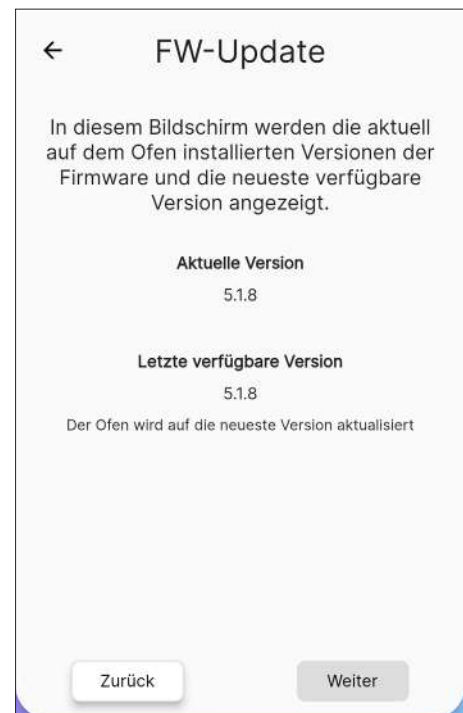 FW-Update
In diesem Bildschirm werden die aktuell
auf dem Ofen installierten Versionen der
Firmware und die neueste verfügbare
Version angezeigt.
Aktuelle Version
5.1.8
Letzte verfügbare Version
5.1.8
Der Ofen wird auf die neueste Version aktualisiert
Zurück
Weiter